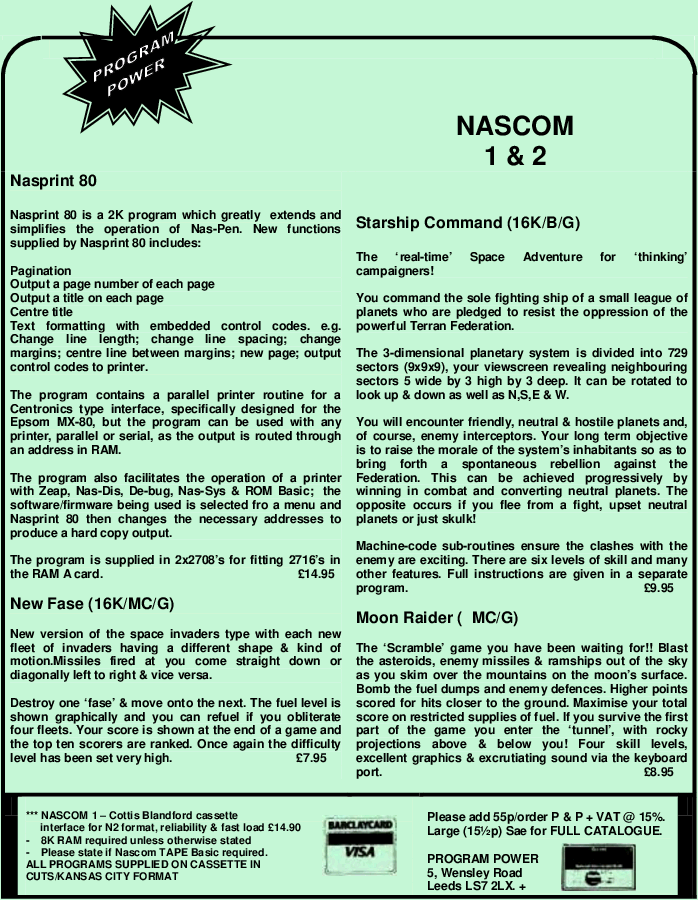 PROGRAM
POWER
NASCOM
1 & 2
Nasprint 80
Nasprint 80 is a 2K program which greatly extends and
simplifies the operation of Nas-Pen. New functions
supplied by Nasprint 80 includes:
Pagination
Output a page number of each page
Output a title on each page
Centre title
Text formatting with embedded control codes. e.g.
Change line length; change line spacing; change
margins; centre line between margins; new page; output
control codes to printer.
The program contains a parallel printer routine for a
Centronics type interface, specifically designed for the
Epsom MX-80, but the program can be used with any
printer, parallel or serial, as the output is routed through
an address in RAM.
The program also facilitates the operation of a printer
with Zeap, Nas-Dis, De-bug, Nas-Sys & ROM Basic; the
software/firmware being used is selected fro a menu and
Nasprint 80 then changes the necessary addresses to
produce a hard copy output.
The program is supplied in 2x2708's for fitting 2716's in
the RAM A card. £14.95
New Fase (16K/MC/G)
New version of the space invaders type with each new
fleet of invaders having a different shape & kind of
motion.Missiles fired at you come straight down or
diagonally left to right & vice versa.
Destroy one ‘fase’ & move onto the next. The fuel level is
shown graphically and you can refuel if you obliterate
four fleets. Your score is shown at the end of a game and
the top ten scorers are ranked. Once again the difficulty
level has been set very high. £7.95
Starship Command (16K/B/G)
The ‘real-time’ Space Adventure for ‘thinking’
campaigners!
You command the sole fighting ship of a small league of
planets who are pledged to resist the oppression of the
powerful Terran Federation.
The 3-dimensional planetary system is divided into 729
sectors (9x9x9), your viewscreen revealing neighbouring
sectors 5 wide by 3 high by 3 deep. It can be rotated to
look up & down as well as N,S,E & W.
You will encounter friendly, neutral & hostile planets and,
of course, enemy interceptors. Your long term objective
is to raise the morale of the system's inhabitants so as to
bring forth a spontaneous rebellion against the
Federation. This can be achieved progressively by
winning in combat and converting neutral planets. The
opposite occurs if you flee from a fight, upset neutral
planets or just skulk!
Machine-code sub-routines ensure the clashes with the
enemy are exciting. There are six levels of skill and many
other features. Full instructions are given in a separate
program. £9.95
Moon Raider ( MC/G)
The ‘Scramble’ game you have been waiting for!! Blast
the asteroids, enemy missiles & ramships out of the sky
as you skim over the mountains on the moon's surface.
Bomb the fuel dumps and enemy defences. Higher points
scored for hits closer to the ground. Maximise your total
score on restricted supplies of fuel. If you survive the first
part of the game you enter the ‘tunnel’, with rocky
projections above & below you! Four skill levels,
excellent graphics & excrutiating sound via the keyboard
port. £8.95
*** NASCOM 1 – Cottis Blandford cassette
interface for N2 format, reliability & fast load £14.90
- 8K RAM required unless otherwise stated
- Please state if Nascom TAPE Basic required.
ALL PROGRAMS SUPPLIED ON CASSETTE IN
CUTS/KANSAS CITY FORMAT
BARCLAYCARD
VISA
Please add 55p/order P & P + VAT @ 15%.
Large (15½p) Sae for FULL CATALOGUE.
PROGRAM POWER
5, Wensley Road
Leeds LS7 2LX. +